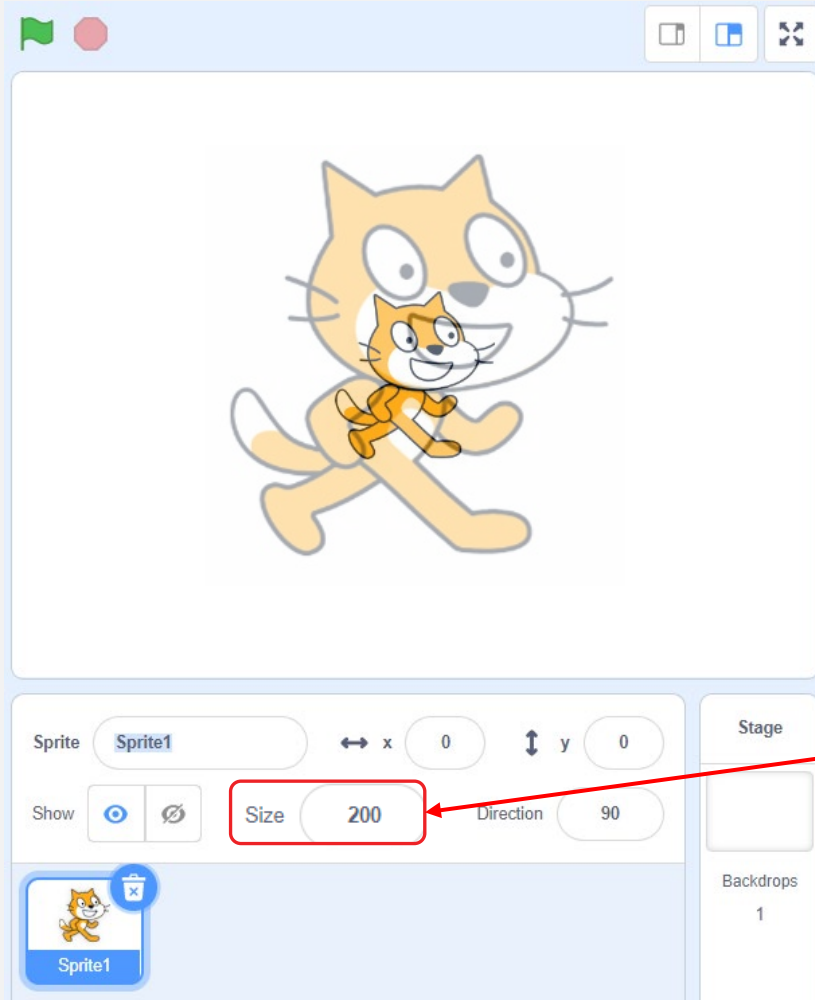 Sprite Sprite1 x 0 y 0
Show Size 200 Direction 90
Sprite1
Stage
Backdrops
1